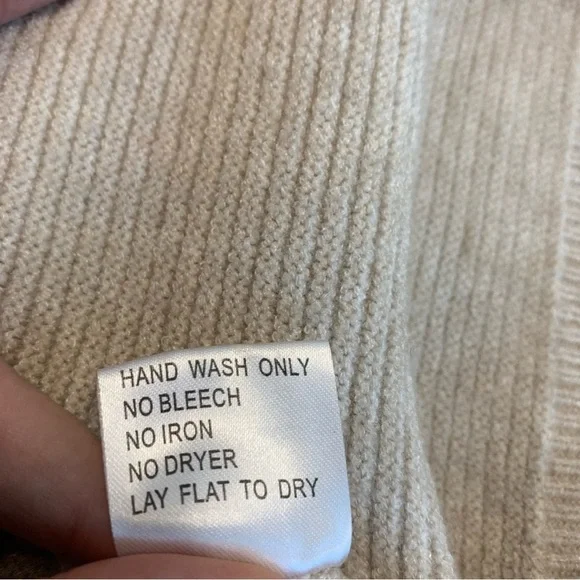 HAND WASH ONLY
NO BLEECH
NO IRON
NO DRYER
LAY FLAT TO DRY